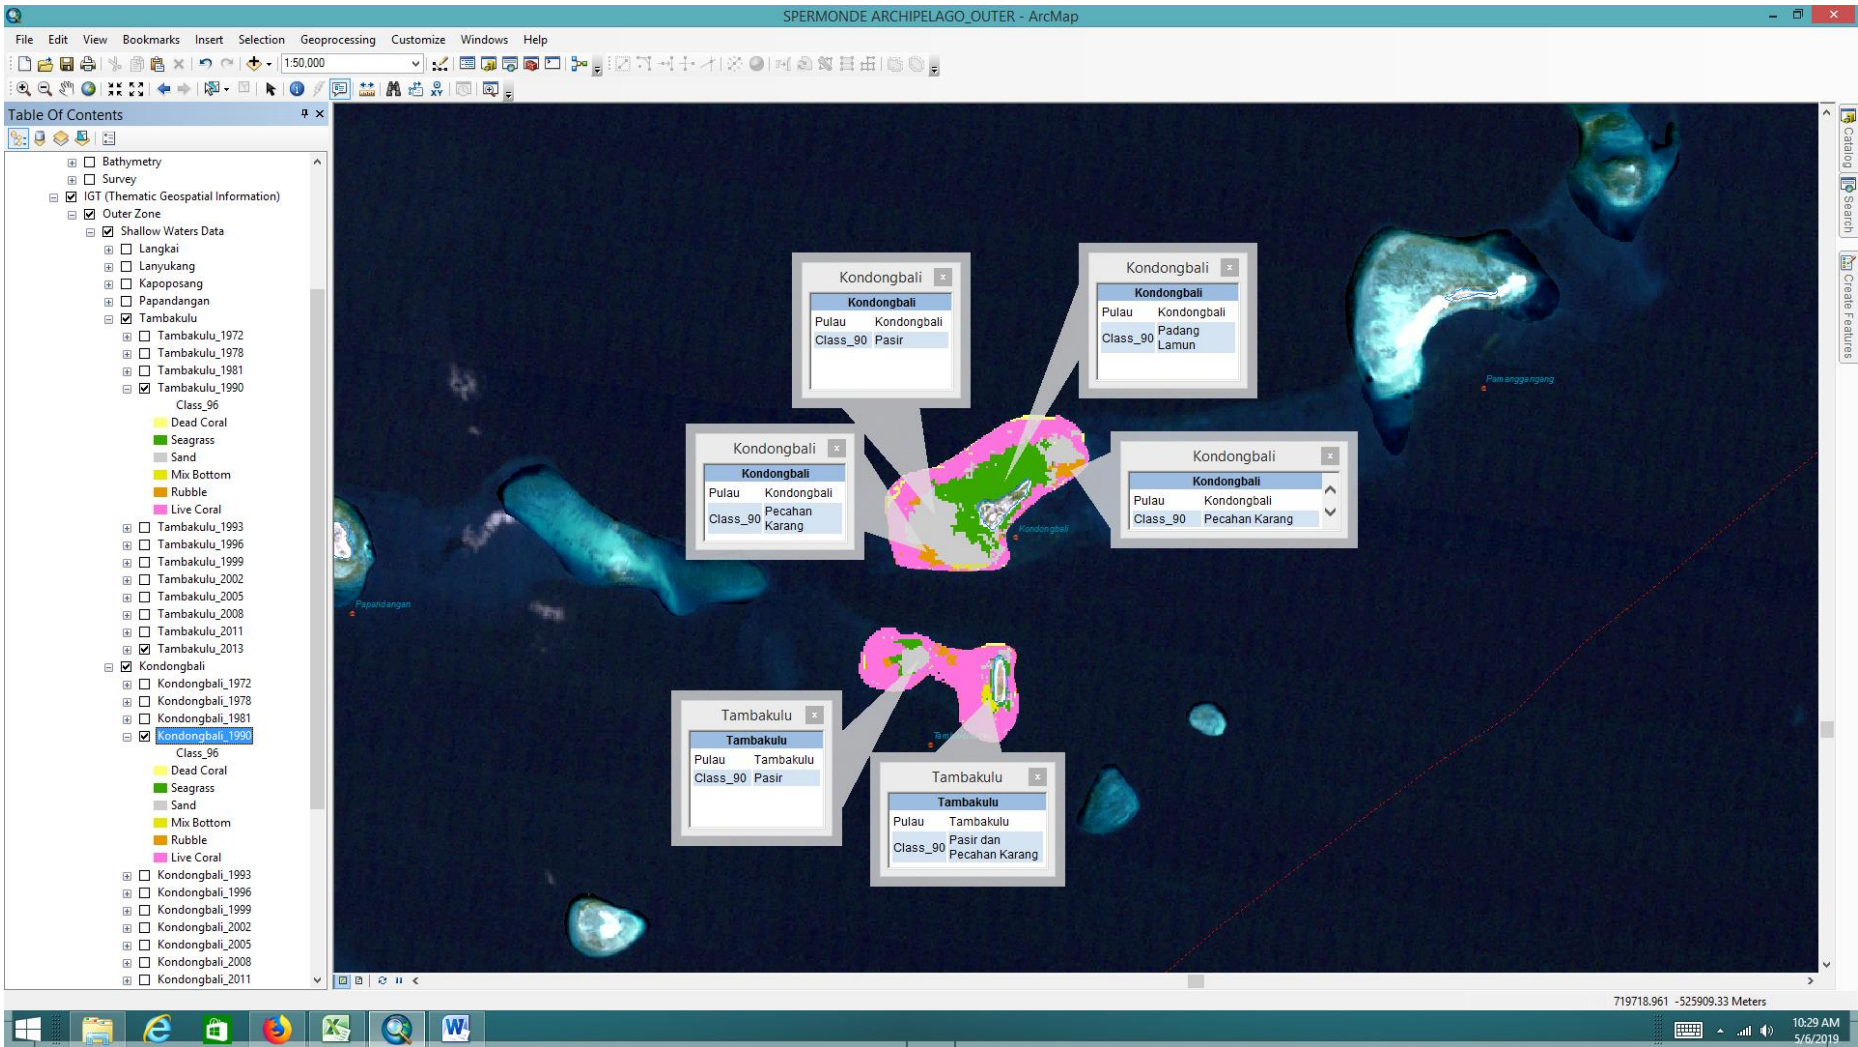 SPERMONDE ARCHIPELAGO_OUTER - ArcMap
File Edit View Bookmarks Insert Selection Geoprocessing Customize Windows Help
1:50,000
Table Of Contents
Bathymetry
Survey
IGT (Thematic Geospatial Information)
Outer Zone
Shallow Waters Data
Langkai
Lanyukang
Kapoposang
Papandangan
Tambakulu
Tambakulu_1972
Tambakulu_1978
Tambakulu_1981
Tambakulu_1990
Class_96
Dead Coral
Seagrass
Sand
Mix Bottom
Rubble
Live Coral
Tambakulu_1993
Tambakulu_1996
Tambakulu_1999
Tambakulu_2002
Tambakulu_2005
Tambakulu_2008
Tambakulu_2011
Tambakulu_2013
Kondongbali
Kondongbali_1972
Kondongbali_1978
Kondongbali_1981
Kondongbali_1990
Class_96
Dead Coral
Seagrass
Sand
Mix Bottom
Rubble
Live Coral
Kondongbali_1993
Kondongbali_1996
Kondongbali_1999
Kondongbali_2002
Kondongbali_2005
Kondongbali_2008
Kondongbali_2011
Kondongbali
Kondongbali
Pulau Kondongbali
Class_90 Pasir
Kondongbali
Kondongbali
Pulau Kondongbali
Class_90 Padang
Lamun
Kondongbali
Kondongbali
Pulau Kondongbali
Class_90 Pecahan
Karang
Kondongbali
Kondongbali
Pulau Kondongbali
Class_90 Pecahan Karang
Pamanggangang
Kondongbali
Papandangan
Tambakulu
Tambakulu
Pulau Tambakulu
Class_90 Pasir
Tambakulu
Tambakulu
Pulau Tambakulu
Class_90 Pasir dan
Pecahan Karang
Catalog
Search
Create Features
719718.961 -525909.33 Meters
10:29 AM
5/6/2019